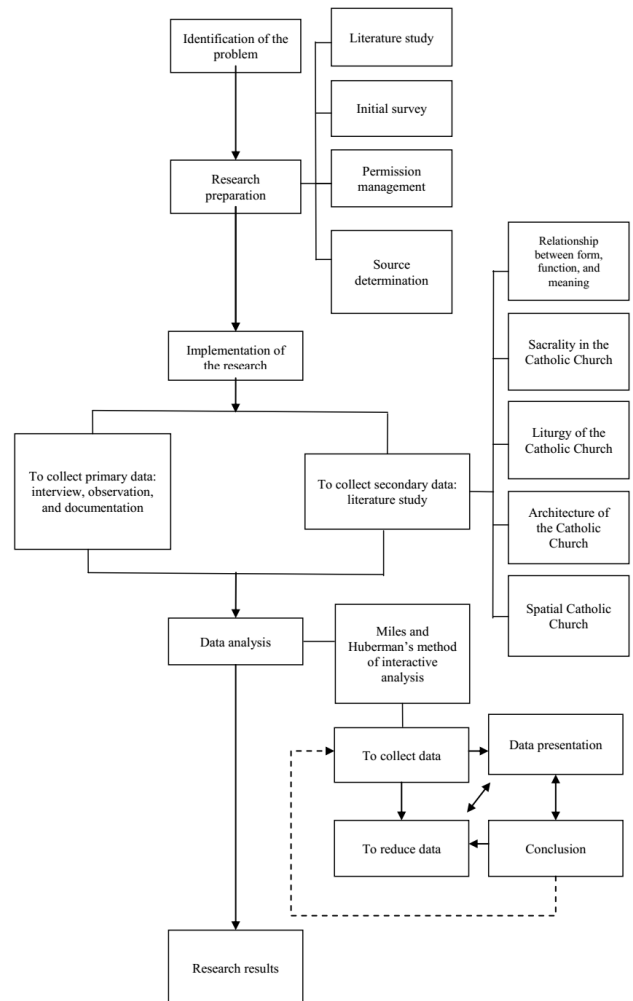 Identification of the
problem
Literature study
Initial survey
Research
preparation
Permission
management
Source
determination
Relationship
between form,
function, and
meaning
Sacrality in the
Catholic Church
Implementation of
the research
Liturgy of the
Catholic Church
To collect primary data:
interview, observation,
and documentation
To collect secondary data:
literature study
Architecture of
the Catholic
Church
Spatial Catholic
Church
Data analysis
Miles and
Huberman’s method
of interactive
analysis
To collect data
Data presentation
To reduce data
Conclusion
Research results